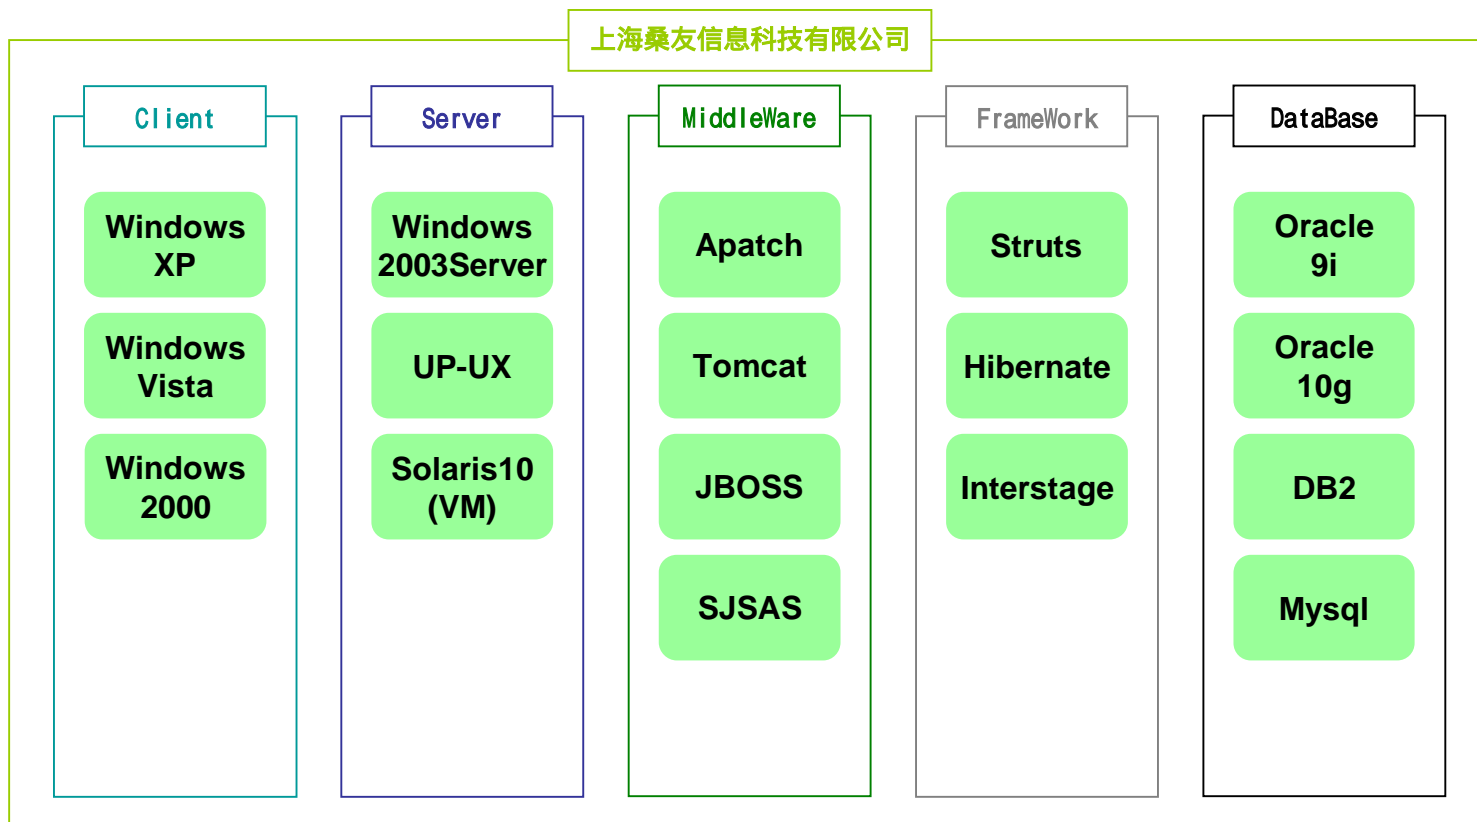 上海桑友信息科技有限公司
Client
Windows
XP
Windows
Vista
Windows
2000
Server
Windows
2003Server
UP-UX
Solaris10
(VM)
MiddleWare
Apatch
Tomcat
JBOSS
SJSAS
FrameWork
Struts
Hibernate
Interstage
DataBase
Oracle
9i
Oracle
10g
DB2
Mysql